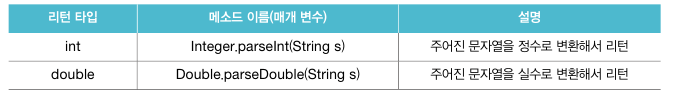 리턴 타입 메소드 이름(매개 변수) 설명
int Integer.parseInt(String s) 주어진 문자열을 정수로 변환해서 리턴
double Double.parseDouble(String s) 주어진 문자열을 실수로 변환해서 리턴